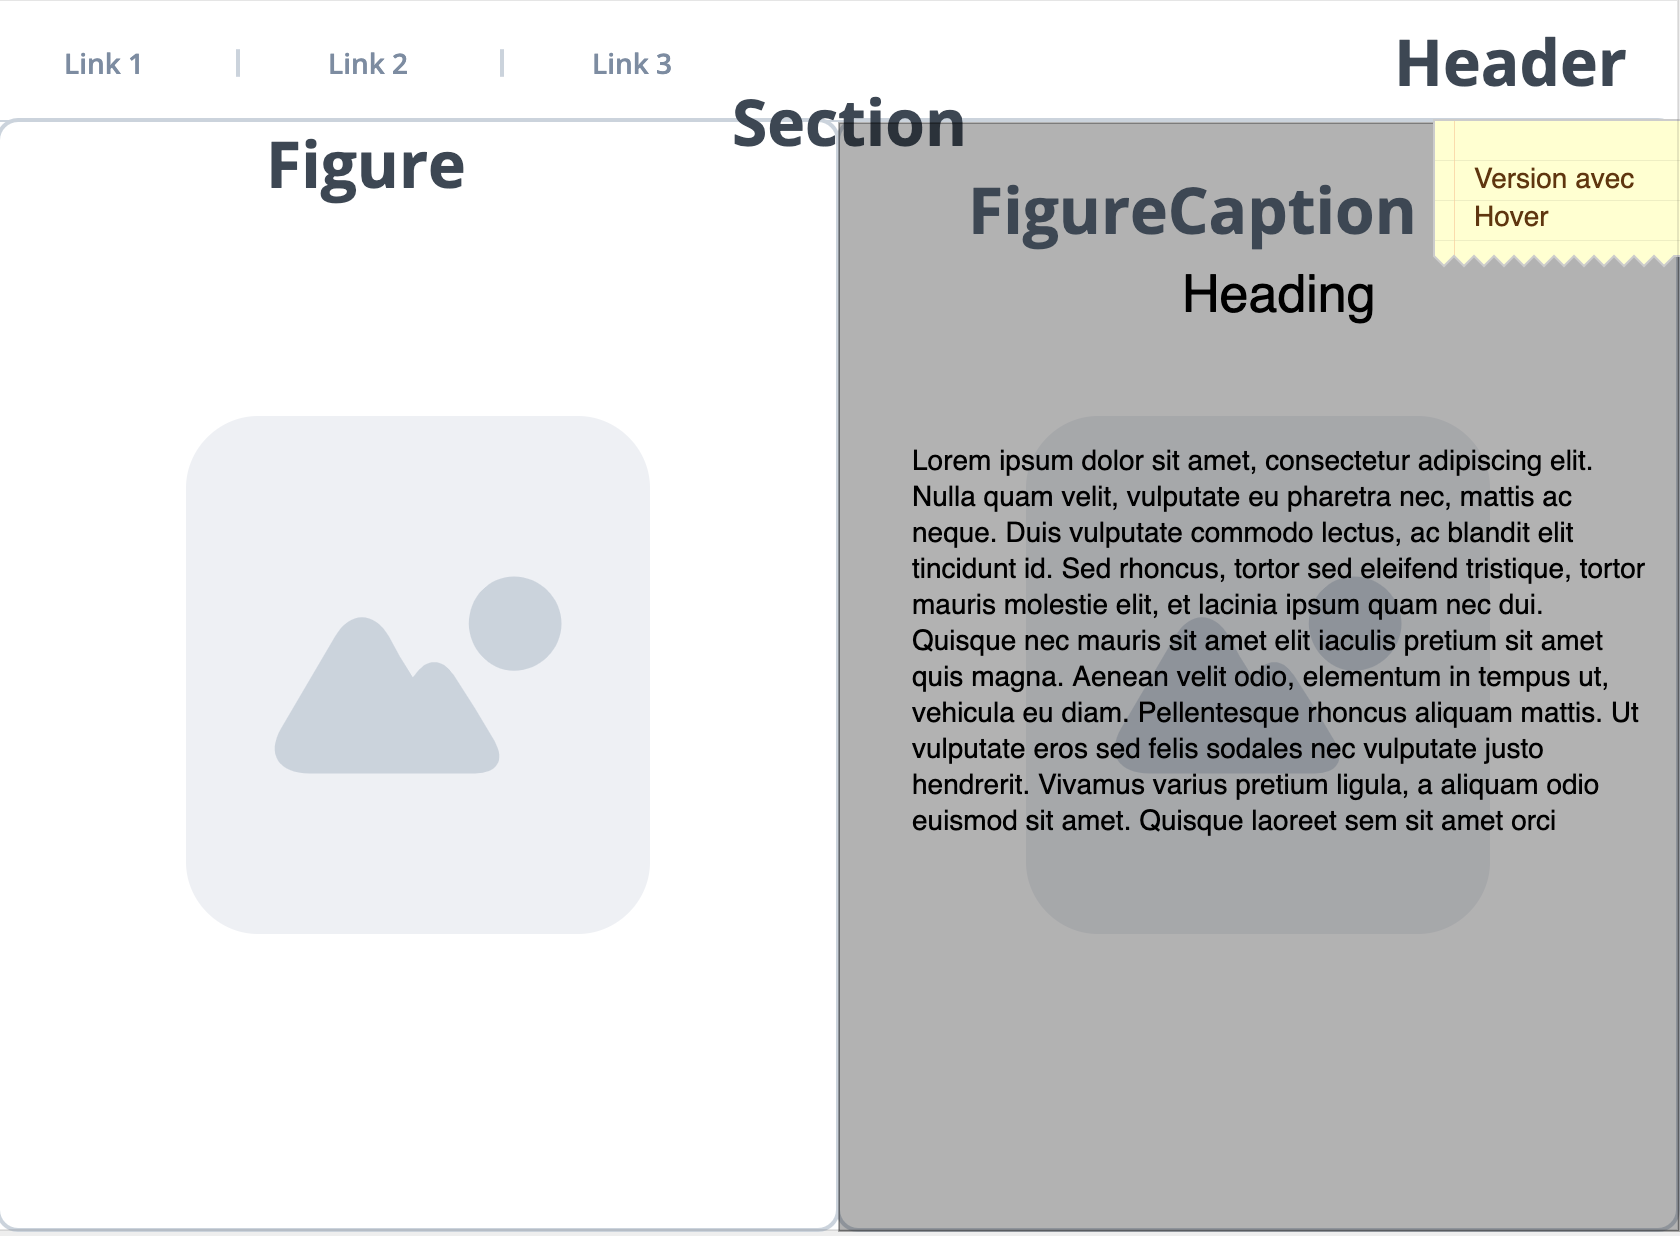 Link 1
Link 2
Link 3
Header
Section
Figure
FigureCaption
Version avec
Hover
Heading
Lorem ipsum dolor sit amet, consectetur adipiscing elit.
Nulla quam velit, vulputate eu pharetra nec, mattis ac
neque. Duis vulputate commodo lectus, ac blandit elit
tincidunt id. Sed rhoncus, tortor sed eleifend tristique, tortor
mauris molestie elit, et lacinia ipsum quam nec dui.
Quisque nec mauris sit amet elit iaculis pretium sit amet
quis magna. Aenean velit odio, elementum in tempus ut,
vehicula eu diam. Pellentesque rhoncus aliquam mattis. Ut
vulputate eros sed felis sodales nec vulputate justo
hendrerit. Vivamus varius pretium ligula, a aliquam odio
euismod sit amet. Quisque laoreet sem sit amet orci